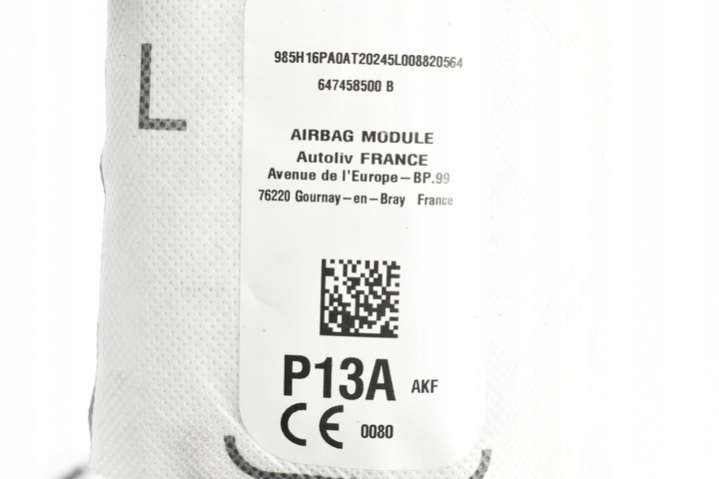 L
985H16PA0AT20245L008820564
647458500 B
AIRBAG MODULE
Autoliv FRANCE
Avenue de l'Europe–BP.99
76220 Gournay–en–Bray France
P13A AKF
CE 0080